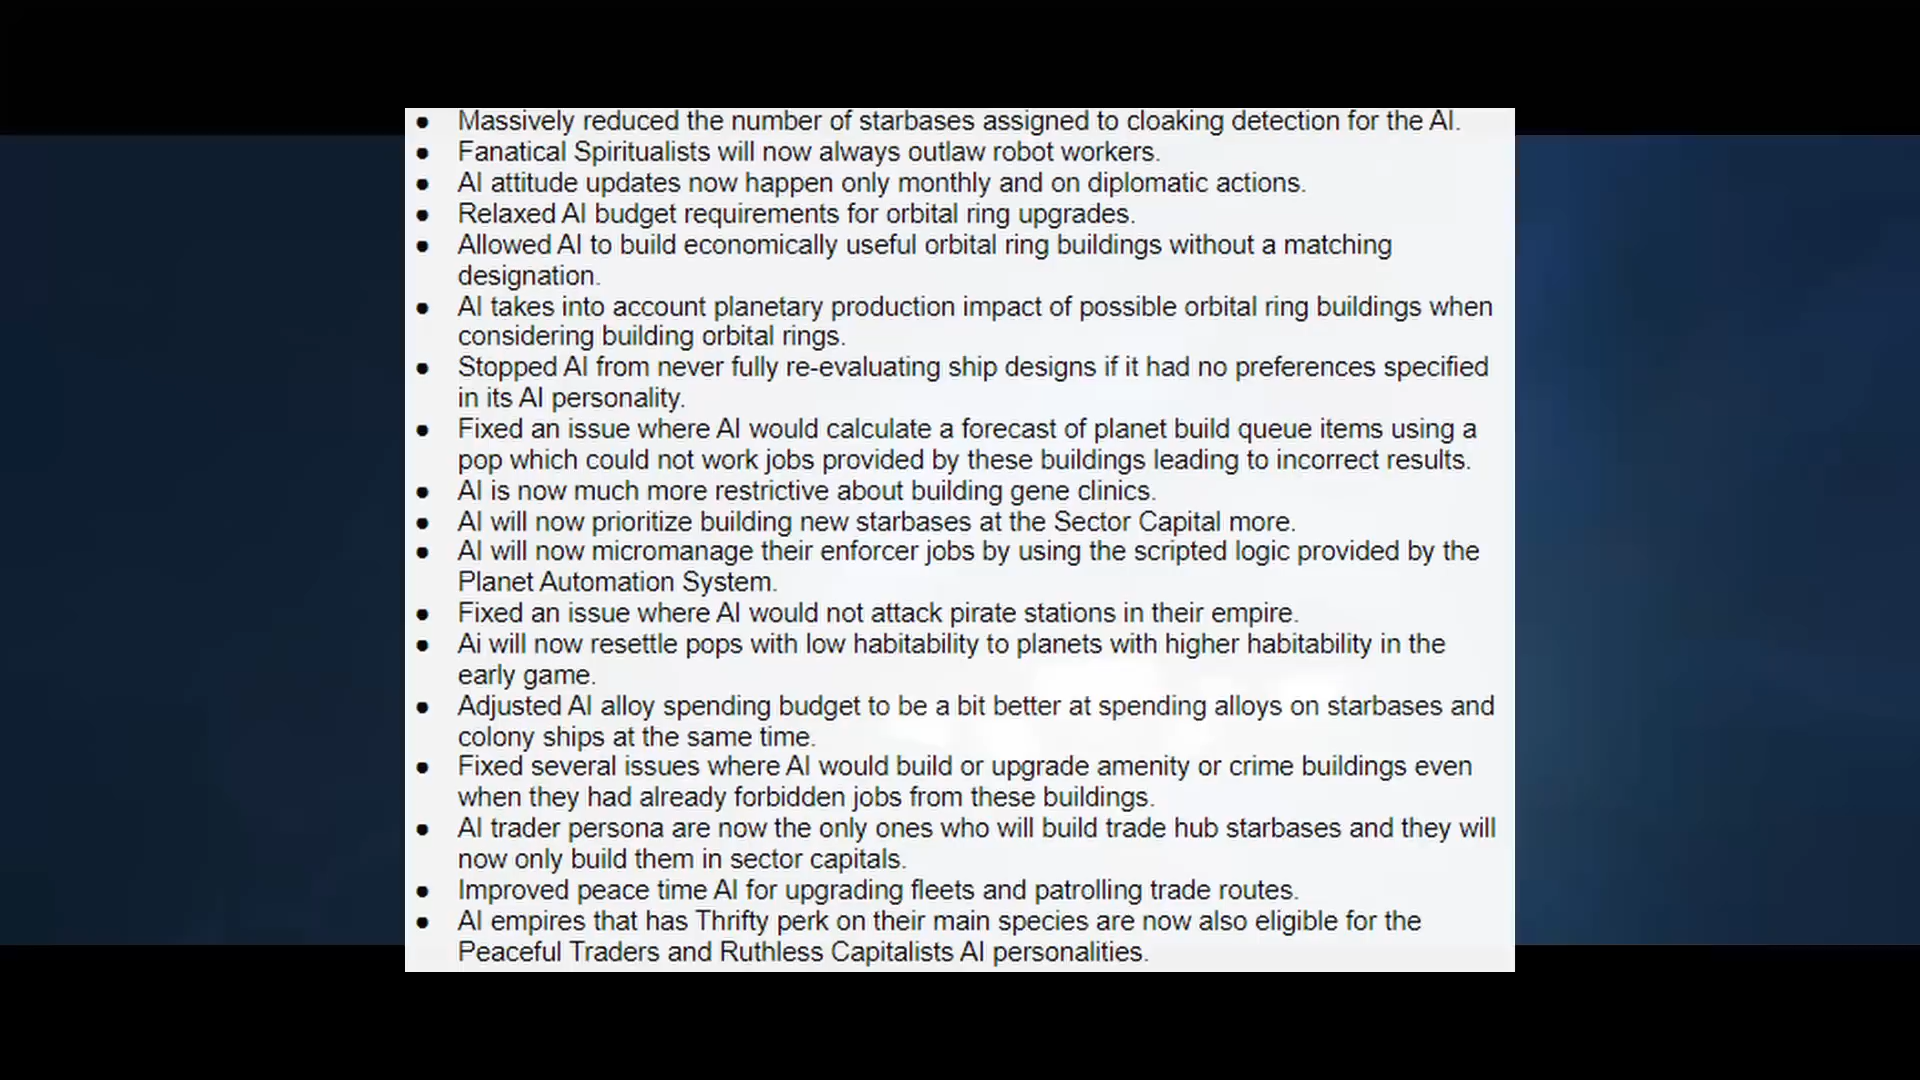 ● Massively reduced the number of starbases assigned to cloaking detection for the AI.
● Fanatical Spiritualists will now always outlaw robot workers.
● AI attitude updates now happen only monthly and on diplomatic actions.
● Relaxed AI budget requirements for orbital ring upgrades.
● Allowed AI to build economically useful orbital ring buildings without a matching
designation.
● AI takes into account planetary production impact of possible orbital ring buildings when
considering building orbital rings.
● Stopped AI from never fully re-evaluating ship designs if it had no preferences specified
in its AI personality.
● Fixed an issue where AI would calculate a forecast of planet build queue items using a
pop which could not work jobs provided by these buildings leading to incorrect results.
● AI is now much more restrictive about building gene clinics.
● AI will now prioritize building new starbases at the Sector Capital more.
● AI will now micromanage their enforcer jobs by using the scripted logic provided by the
Planet Automation System.
● Fixed an issue where AI would not attack pirate stations in their empire.
● Ai will now resettle pops with low habitability to planets with higher habitability in the
early game.
● Adjusted AI alloy spending budget to be a bit better at spending alloys on starbases and
colony ships at the same time.
● Fixed several issues where AI would build or upgrade amenity or crime buildings even
when they had already forbidden jobs from these buildings.
● AI trader persona are now the only ones who will build trade hub starbases and they will
now only build them in sector capitals.
● Improved peace time AI for upgrading fleets and patrolling trade routes.
● AI empires that has Thrifty perk on their main species are now also eligible for the
Peaceful Traders and Ruthless Capitalists AI personalities.